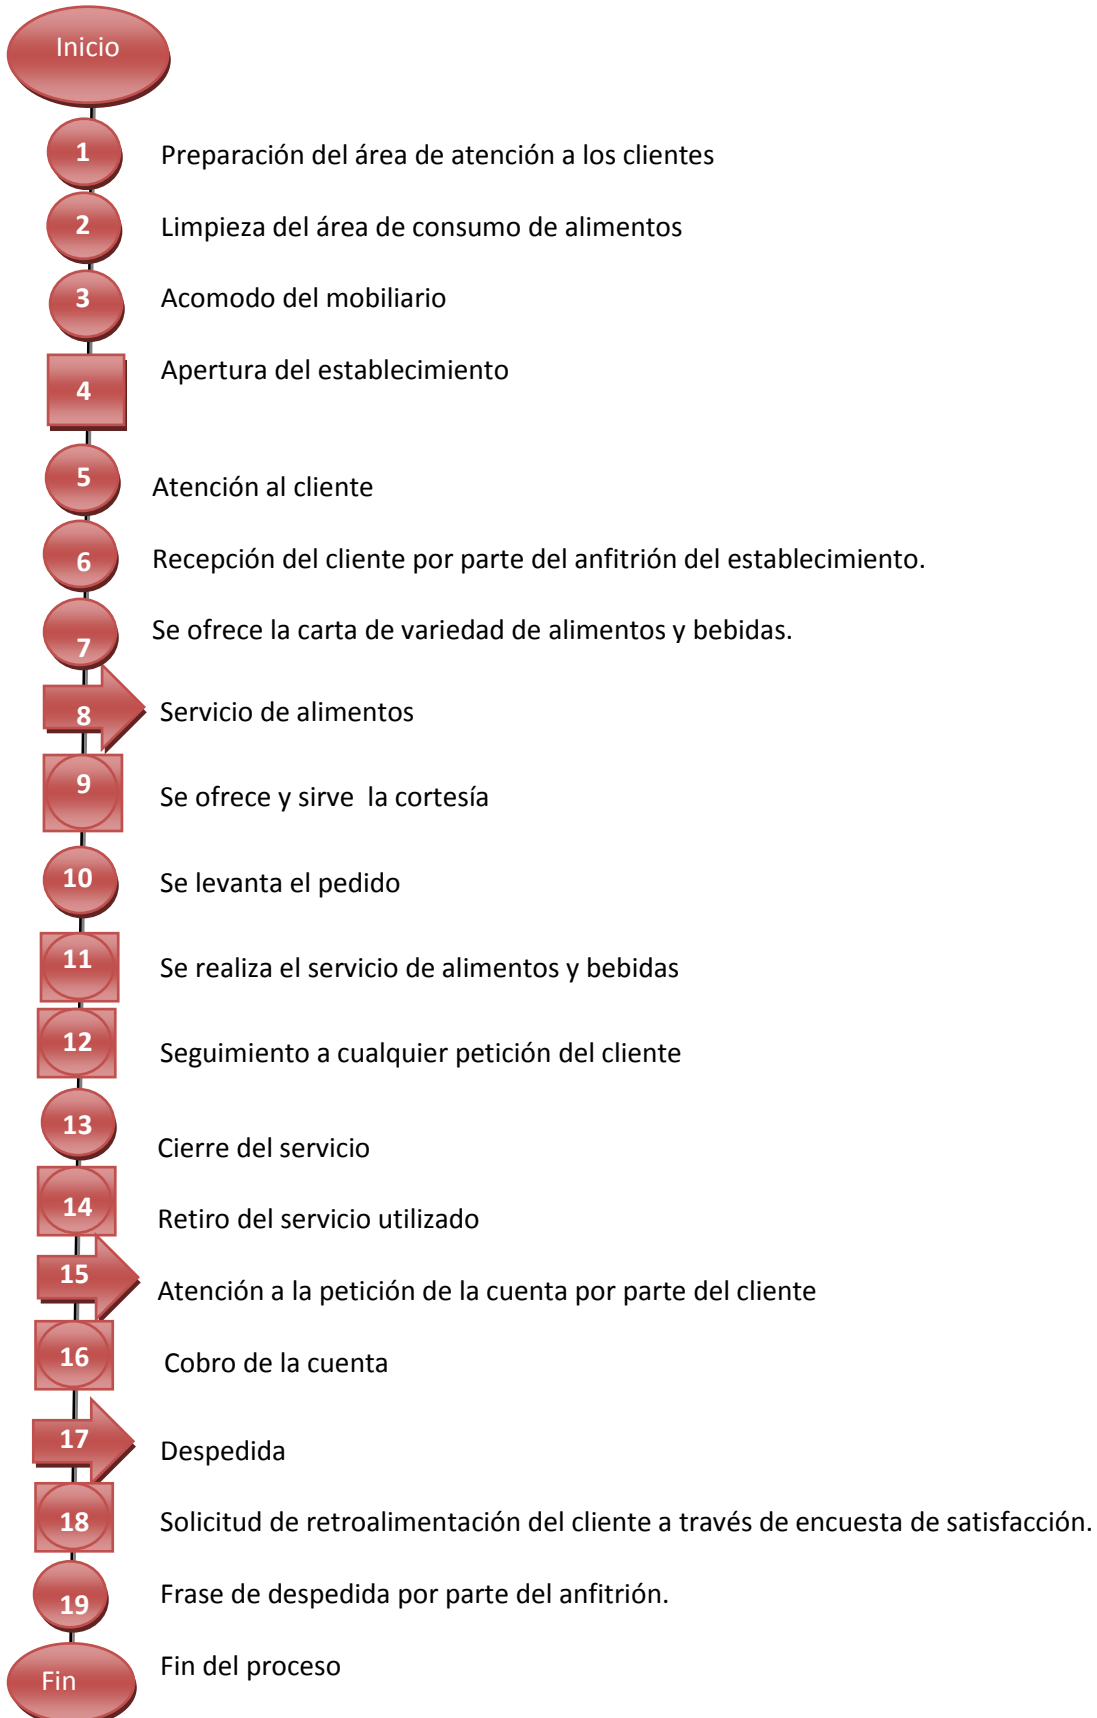 Inicio
1 Preparación del área de atención a los clientes
2 Limpieza del área de consumo de alimentos
3 Acomodo del mobiliario
4 Apertura del establecimiento
5 Atención al cliente
6 Recepción del cliente por parte del anfitrión del establecimiento.
7 Se ofrece la carta de variedad de alimentos y bebidas.
8 Servicio de alimentos
9 Se ofrece y sirve la cortesía
10 Se levanta el pedido
11 Se realiza el servicio de alimentos y bebidas
12 Seguimiento a cualquier petición del cliente
13 Cierre del servicio
14 Retiro del servicio utilizado
15 Atención a la petición de la cuenta por parte del cliente
16 Cobro de la cuenta
17 Despedida
18 Solicitud de retroalimentación del cliente a través de encuesta de satisfacción.
19 Frase de despedida por parte del anfitrión.
Fin Fin del proceso